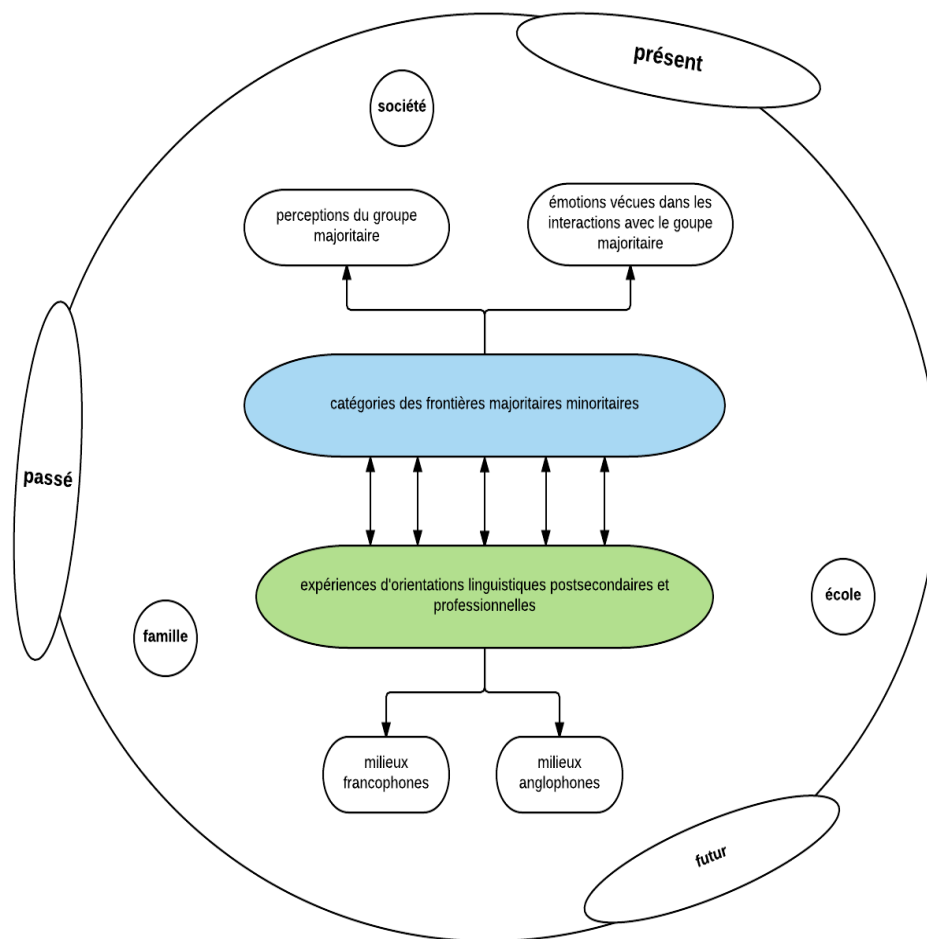 présent
société
perceptions du groupe
majoritaire
émotions vécues dans les
interactions avec le goupe
majoritaire
catégories des frontières majoritaires minoritaires
passé
expériences d'orientations linguistiques postsecondaires et
professionnelles
école
famille
milieux
francophones
milieux
anglophones
futur